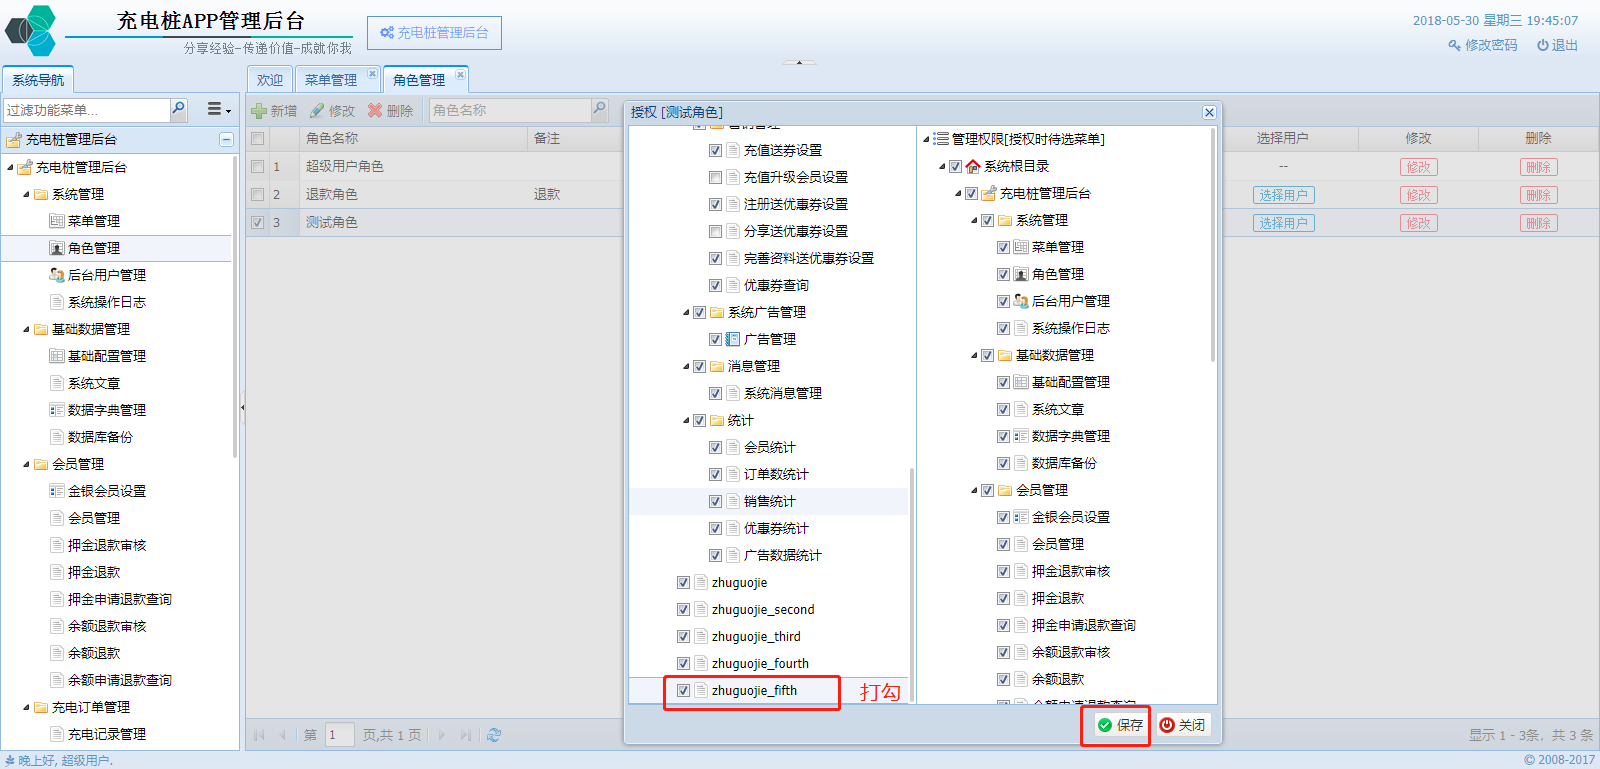 充电桩APP管理后台
分享经验-传递价值-成就你我
充电桩管理后台
2018-05-30 星期三 19:45:07
修改密码 退出
系统导航
欢迎 菜单管理 角色管理
过滤功能菜单...
新增 修改 删除 角色名称
充电桩管理后台
充电桩管理后台
系统管理
菜单管理
角色管理
后台用户管理
系统操作日志
基础数据管理
基础配置管理
系统文章
数据字典管理
数据库备份
会员管理
金银会员设置
会员管理
押金退款审核
押金退款
押金申请退款查询
余额退款审核
余额退款
余额申请退款查询
充电订单管理
充电记录管理
角色名称 备注 选择用户 修改 删除
1 超级用户角色 -- 修改 删除
2 退款角色 退款 选择用户 修改 删除
3 测试角色 选择用户 修改 删除
授权 [测试角色]
充值送券设置
充值升级会员设置
注册送优惠券设置
分享送优惠券设置
完善资料送优惠券设置
优惠券查询
系统广告管理
广告管理
消息管理
系统消息管理
统计
会员统计
订单数统计
销售统计
优惠券统计
广告数据统计
zhuguojie
zhuguojie_second
zhuguojie_third
zhuguojie_fourth
zhuguojie_fifth 打勾
管理权限[授权时待选菜单]
系统根目录
充电桩管理后台
系统管理
菜单管理
角色管理
后台用户管理
系统操作日志
基础数据管理
基础配置管理
系统文章
数据字典管理
数据库备份
会员管理
金银会员设置
会员管理
押金退款审核
押金退款
押金申请退款查询
余额退款审核
余额退款
余额申请退款查询
保存 关闭
第 1 页,共 1 页
显示 1 - 3条，共 3 条
晚上好, 超级用户.
© 2008-2017